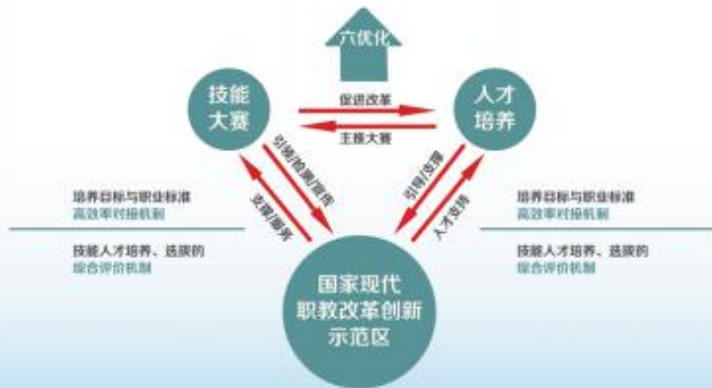 六优化
技能
大赛
促进改革
主推大赛
人才
培养
引领/检测/宣传
支撑/服务
引导/支撑
人才支持
培养目标与职业标准
高效率对接机制
技能人才培养、选拔的
综合评价机制
培养目标与职业标准
高效率对接机制
技能人才培养、选拔的
综合评价机制
国家现代
职教改革创新
示范区